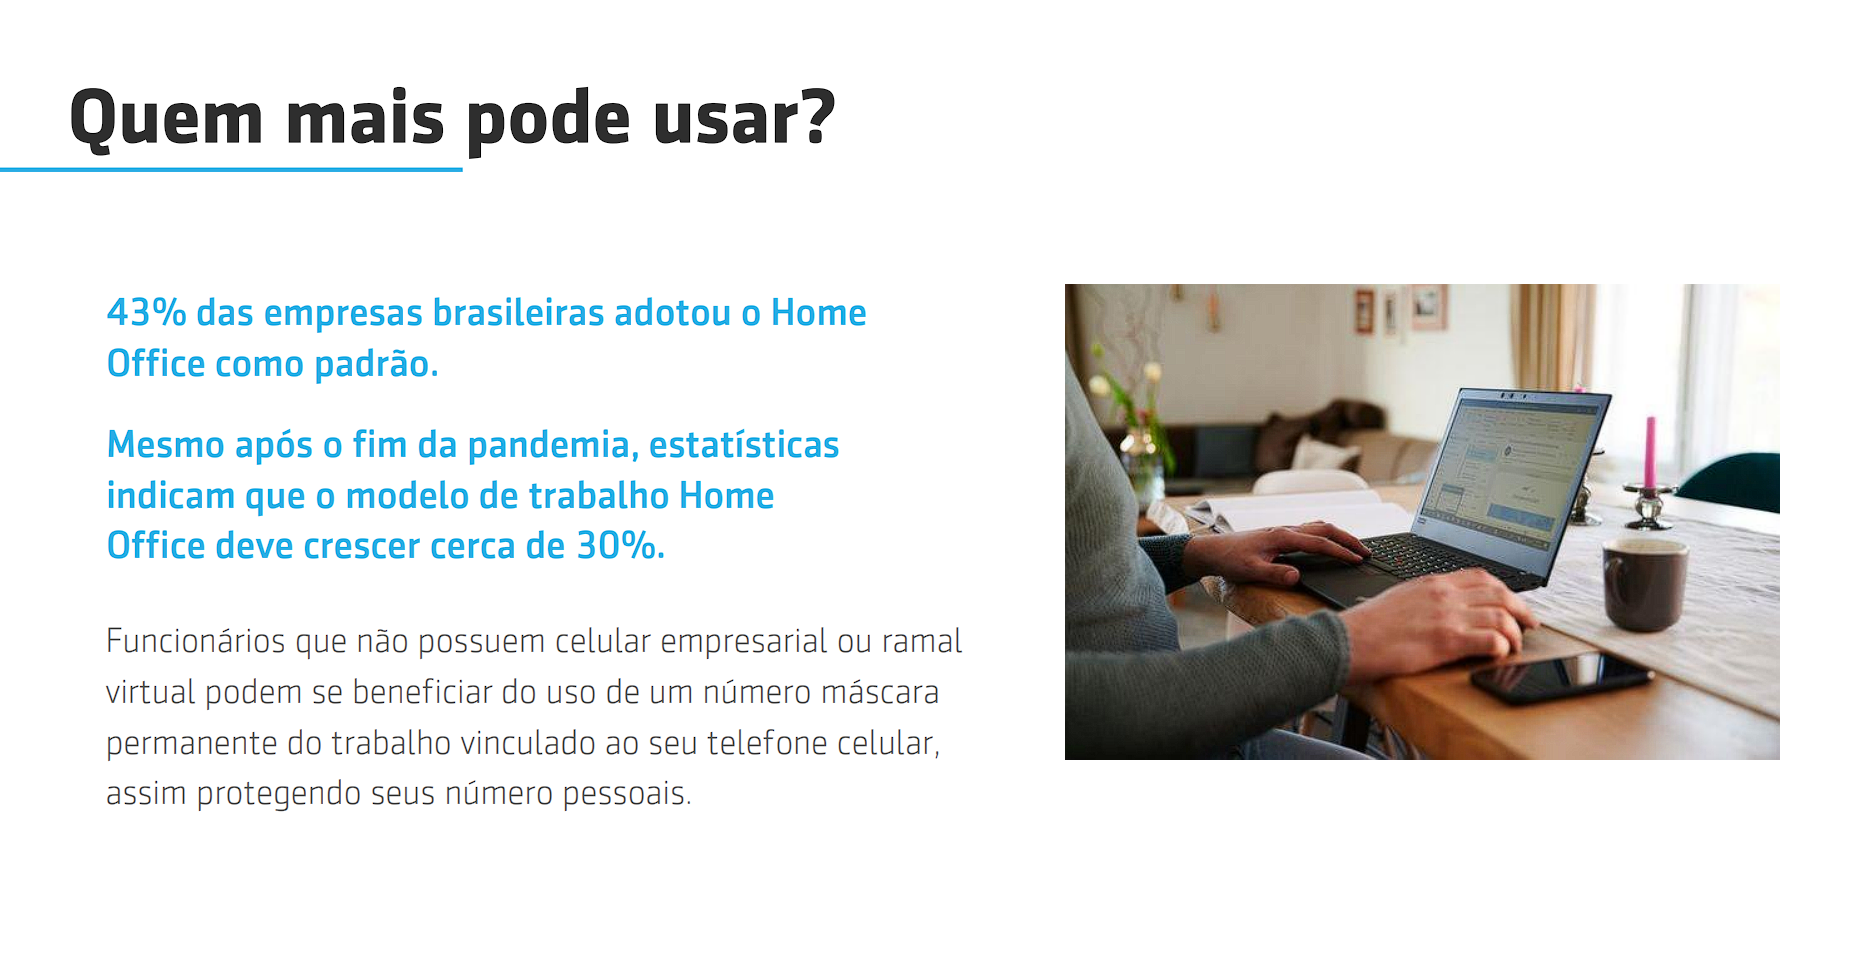 Quem mais pode usar?
43% das empresas brasileiras adotou o Home
Office como padrão.
Mesmo após o fim da pandemia, estatísticas
indicam que o modelo de trabalho Home
Office deve crescer cerca de 30%.
Funcionários que não possuem celular empresarial ou ramal
virtual podem se beneficiar do uso de um número máscara
permanente do trabalho vinculado ao seu telefone celular,
assim protegendo seus número pessoais.